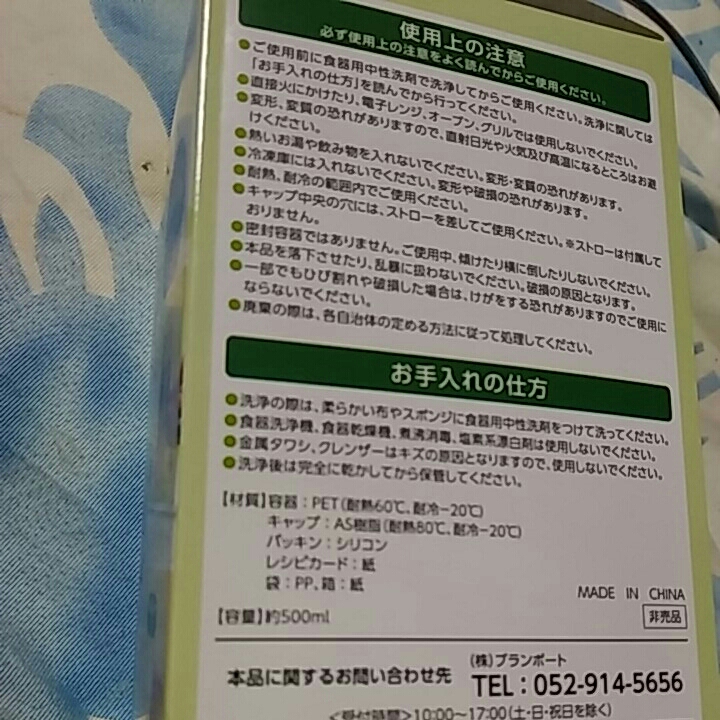 使用上の注意
必ず使用上の注意をよく読んでからご使用ください。
●ご使用前に食器用中性洗剤で洗浄してからご使用ください。洗浄に関しては
「お手入れの仕方」を読んでから行ってください。
●直接火にかけたり、電子レンジ、オーブン、グリルでは使用しないでください。
●変形、変質の恐れがありますので、直射日光や火気及び高温になるところはお避
けください。
●熱いお湯や飲み物を入れないでください。変形・変質の恐れがあります。
●冷凍庫には入れないでください。変形や破損の恐れがあります。
●耐熱、耐冷の範囲内でご使用ください。
●キャップ中央の穴には、ストローを差してご使用ください。※ストローは付属して
おりません。
●密封容器ではありません。ご使用中、傾けたり横に倒したりしないでください。
●本品を落下させたり、乱暴に扱わないでください。破損の原因となります。
●一部でもひび割れや破損した場合は、けがをする恐れがありますのでご使用に
ならないでください。
●廃棄の際は、各自治体の定める方法に従って処理してください。
お手入れの仕方
●洗浄の際は、柔らかい布やスポンジに食器用中性洗剤をつけて洗ってください。
●食器洗浄機、食器乾燥機、煮沸消毒、塩素系漂白剤は使用しないでください。
●金属タワシ、クレンザーはキズの原因となりますので、使用しないでください。
●洗浄後は完全に乾かしてから保管してください。
【材質】容器：PET（耐熱60℃、耐冷−20℃）
キャップ：AS樹脂（耐熱80℃、耐冷−20℃）
パッキン：シリコン
レシピカード：紙
袋：PP、箱：紙
MADE IN CHINA
【容量】約500ml
非売品
本品に関するお問い合わせ先
（株）プランポート
TEL：052-914-5656
<受付時間>10:00〜17:00（土・日・祝日を除く）